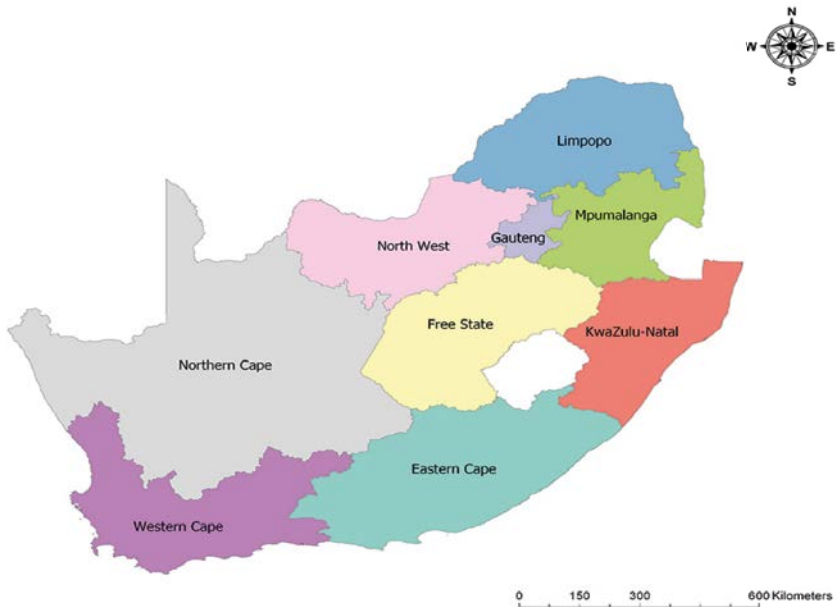 N
W E
S
Limpopo
Mpumalanga
North West
Gauteng
Free State
KwaZulu-Natal
Northern Cape
Eastern Cape
Western Cape
0 150 300 600 Kilometers